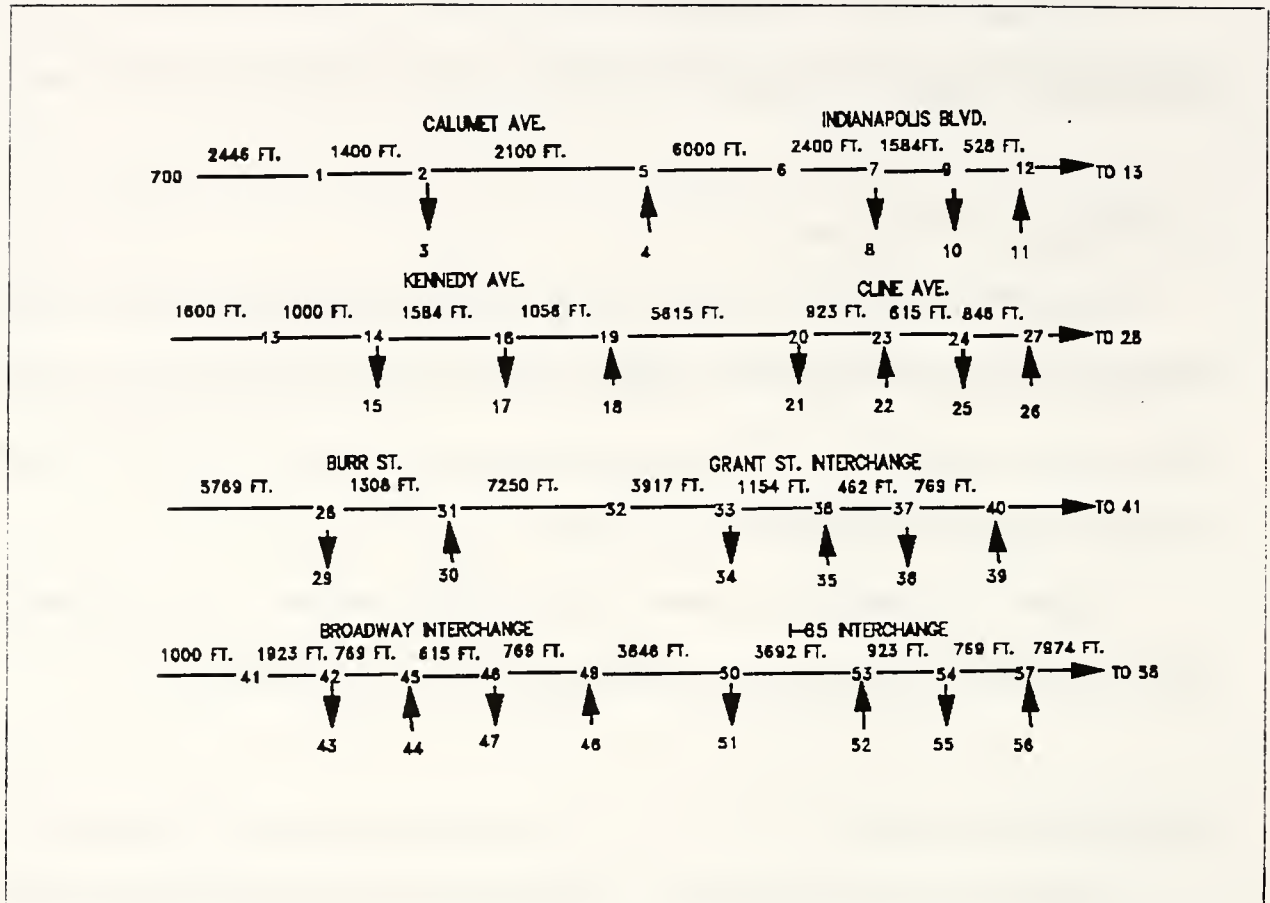 CALUMET AVE. INDIANAPOLIS BLVD.
2446 FT. 1400 FT. 2100 FT. 6000 FT. 2400 FT. 1584FT. 528 FT.
700 1 2 5 6 7 9 12 TO 13
3 4 8 10 11
KENNEDY AVE. CLINE AVE.
1600 FT. 1000 FT. 1584 FT. 1056 FT. 5615 FT. 923 FT. 615 FT. 846 FT.
13 14 16 19 20 23 24 27 TO 28
15 17 18 21 22 25 26
BURR ST. GRANT ST. INTERCHANGE
3769 FT. 1308 FT. 7250 FT. 3917 FT. 1154 FT. 462 FT. 769 FT.
28 31 32 33 36 37 40 TO 41
29 30 34 35 38 39
BROADWAY INTERCHANGE I-65 INTERCHANGE
1000 FT. 1923 FT. 769 FT. 615 FT. 769 FT. 3646 FT. 3692 FT. 923 FT. 769 FT. 7974 FT.
41 42 45 46 49 50 53 54 57 TO 58
43 44 47 48 51 52 55 56